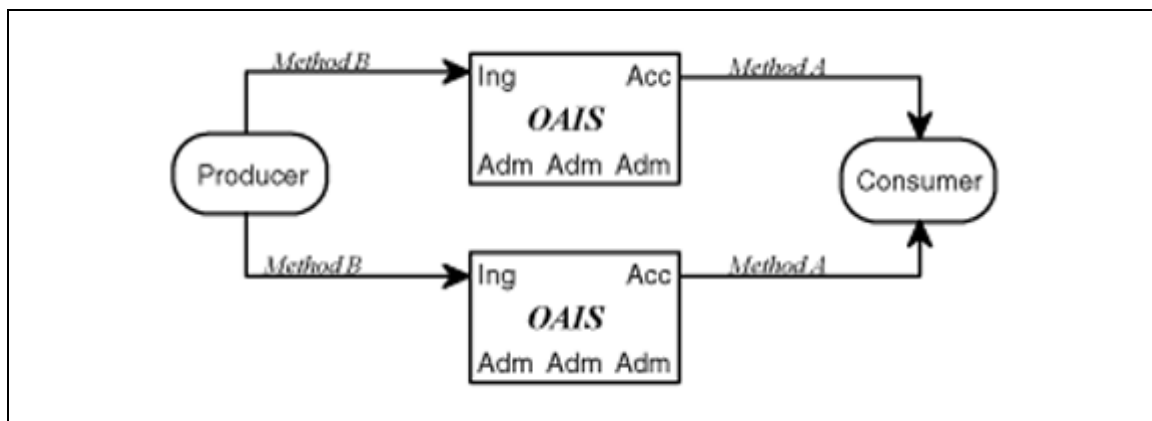 Method B
Method A
Ing Acc
OAIS
Adm Adm Adm
Producer
Consumer
Method B
Method A
Ing Acc
OAIS
Adm Adm Adm